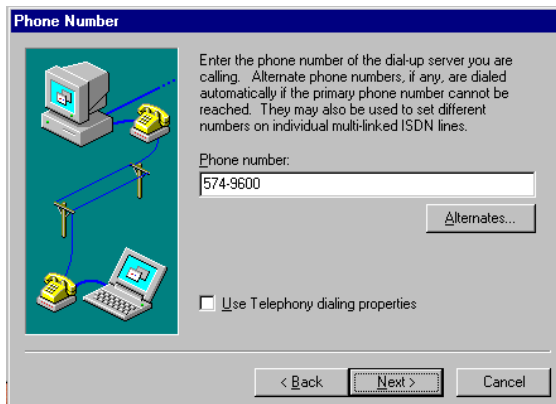 Phone Number
Enter the phone number of the dial-up server you are
calling. Alternate phone numbers, if any, are dialed
automatically if the primary phone number cannot be
reached. They may also be used to set different
numbers on individual multi-linked ISDN lines.
Phone number:
574-9600
Alternates...
Use Telephony dialing properties
< Back
Next >
Cancel